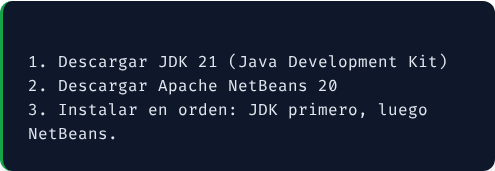 1. Descargar JDK 21 (Java Development Kit)
2. Descargar Apache NetBeans 20
3. Instalar en orden: JDK primero, luego
NetBeans.